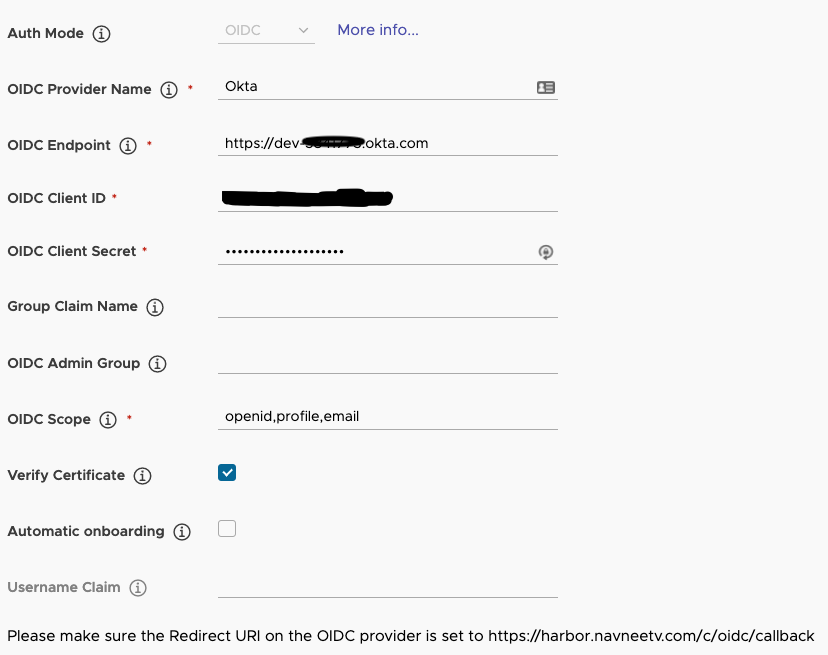 Auth Mode OIDC More info...
OIDC Provider Name * Okta
OIDC Endpoint * https://dev- okta.com
OIDC Client ID *
OIDC Client Secret * ••••••••••••••••••••
Group Claim Name
OIDC Admin Group
OIDC Scope * openid,profile,email
Verify Certificate
Automatic onboarding
Username Claim
Please make sure the Redirect URI on the OIDC provider is set to https://harbor.navneetv.com/c/oidc/callback